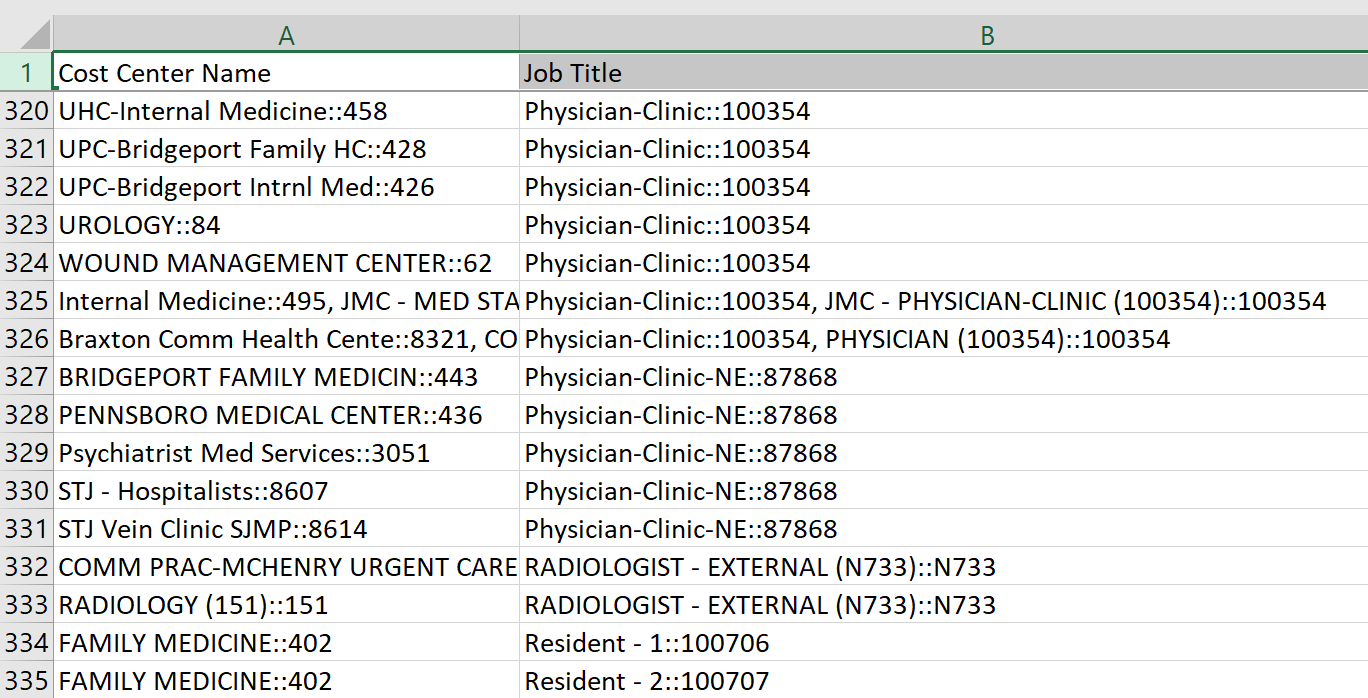 A B
1 Cost Center Name Job Title
320 UHC-Internal Medicine::458 Physician-Clinic::100354
321 UPC-Bridgeport Family HC::428 Physician-Clinic::100354
322 UPC-Bridgeport Intrnl Med::426 Physician-Clinic::100354
323 UROLOGY::84 Physician-Clinic::100354
324 WOUND MANAGEMENT CENTER::62 Physician-Clinic::100354
325 Internal Medicine::495, JMC - MED STA Physician-Clinic::100354, JMC - PHYSICIAN-CLINIC (100354)::100354
326 Braxton Comm Health Cente::8321, CO Physician-Clinic::100354, PHYSICIAN (100354)::100354
327 BRIDGEPORT FAMILY MEDICIN::443 Physician-Clinic-NE::87868
328 PENNSBORO MEDICAL CENTER::436 Physician-Clinic-NE::87868
329 Psychiatrist Med Services::3051 Physician-Clinic-NE::87868
330 STJ - Hospitalists::8607 Physician-Clinic-NE::87868
331 STJ Vein Clinic SJMP::8614 Physician-Clinic-NE::87868
332 COMM PRAC-MCHENRY URGENT CARE RADIOLOGIST - EXTERNAL (N733)::N733
333 RADIOLOGY (151)::151 RADIOLOGIST - EXTERNAL (N733)::N733
334 FAMILY MEDICINE::402 Resident - 1::100706
335 FAMILY MEDICINE::402 Resident - 2::100707